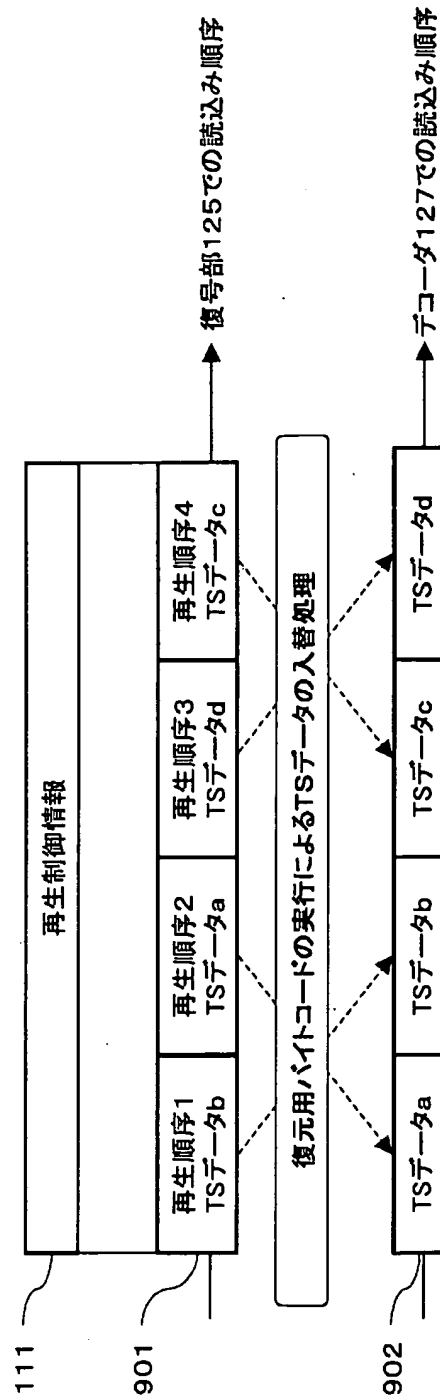 111
再生制御情報
901
再生順序1
TSデータb
再生順序2
TSデータa
再生順序3
TSデータd
再生順序4
TSデータc
復号部125での読込み順序
復元用バイトコードの実行によるTSデータの入替処理
902
TSデータa
TSデータb
TSデータc
TSデータd
デコーダ127での読込み順序